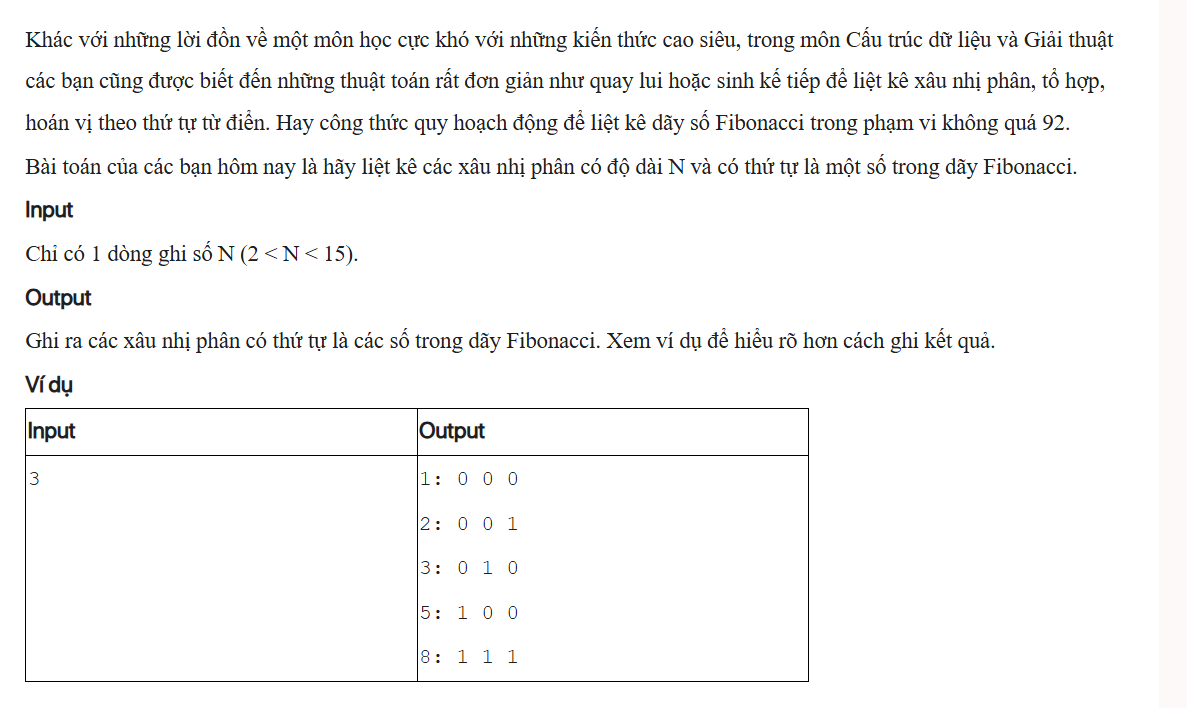 Khác với những lời đồn về một môn học cực khó với những kiến thức cao siêu, trong môn Cấu trúc dữ liệu và Giải thuật
các bạn cũng được biết đến những thuật toán rất đơn giản như quay lui hoặc sinh kế tiếp để liệt kê xâu nhị phân, tổ hợp,
hoán vị theo thứ tự từ điển. Hay công thức quy hoạch động để liệt kê dãy số Fibonacci trong phạm vi không quá 92.
Bài toán của các bạn hôm nay là hãy liệt kê các xâu nhị phân có độ dài N và có thứ tự là một số trong dãy Fibonacci.
Input
Chỉ có 1 dòng ghi số N (2 < N < 15).
Output
Ghi ra các xâu nhị phân có thứ tự là các số trong dãy Fibonacci. Xem ví dụ để hiểu rõ hơn cách ghi kết quả.
Ví dụ
Input Output
3 1: 0 0 0
2: 0 0 1
3: 0 1 0
5: 1 0 0
8: 1 1 1